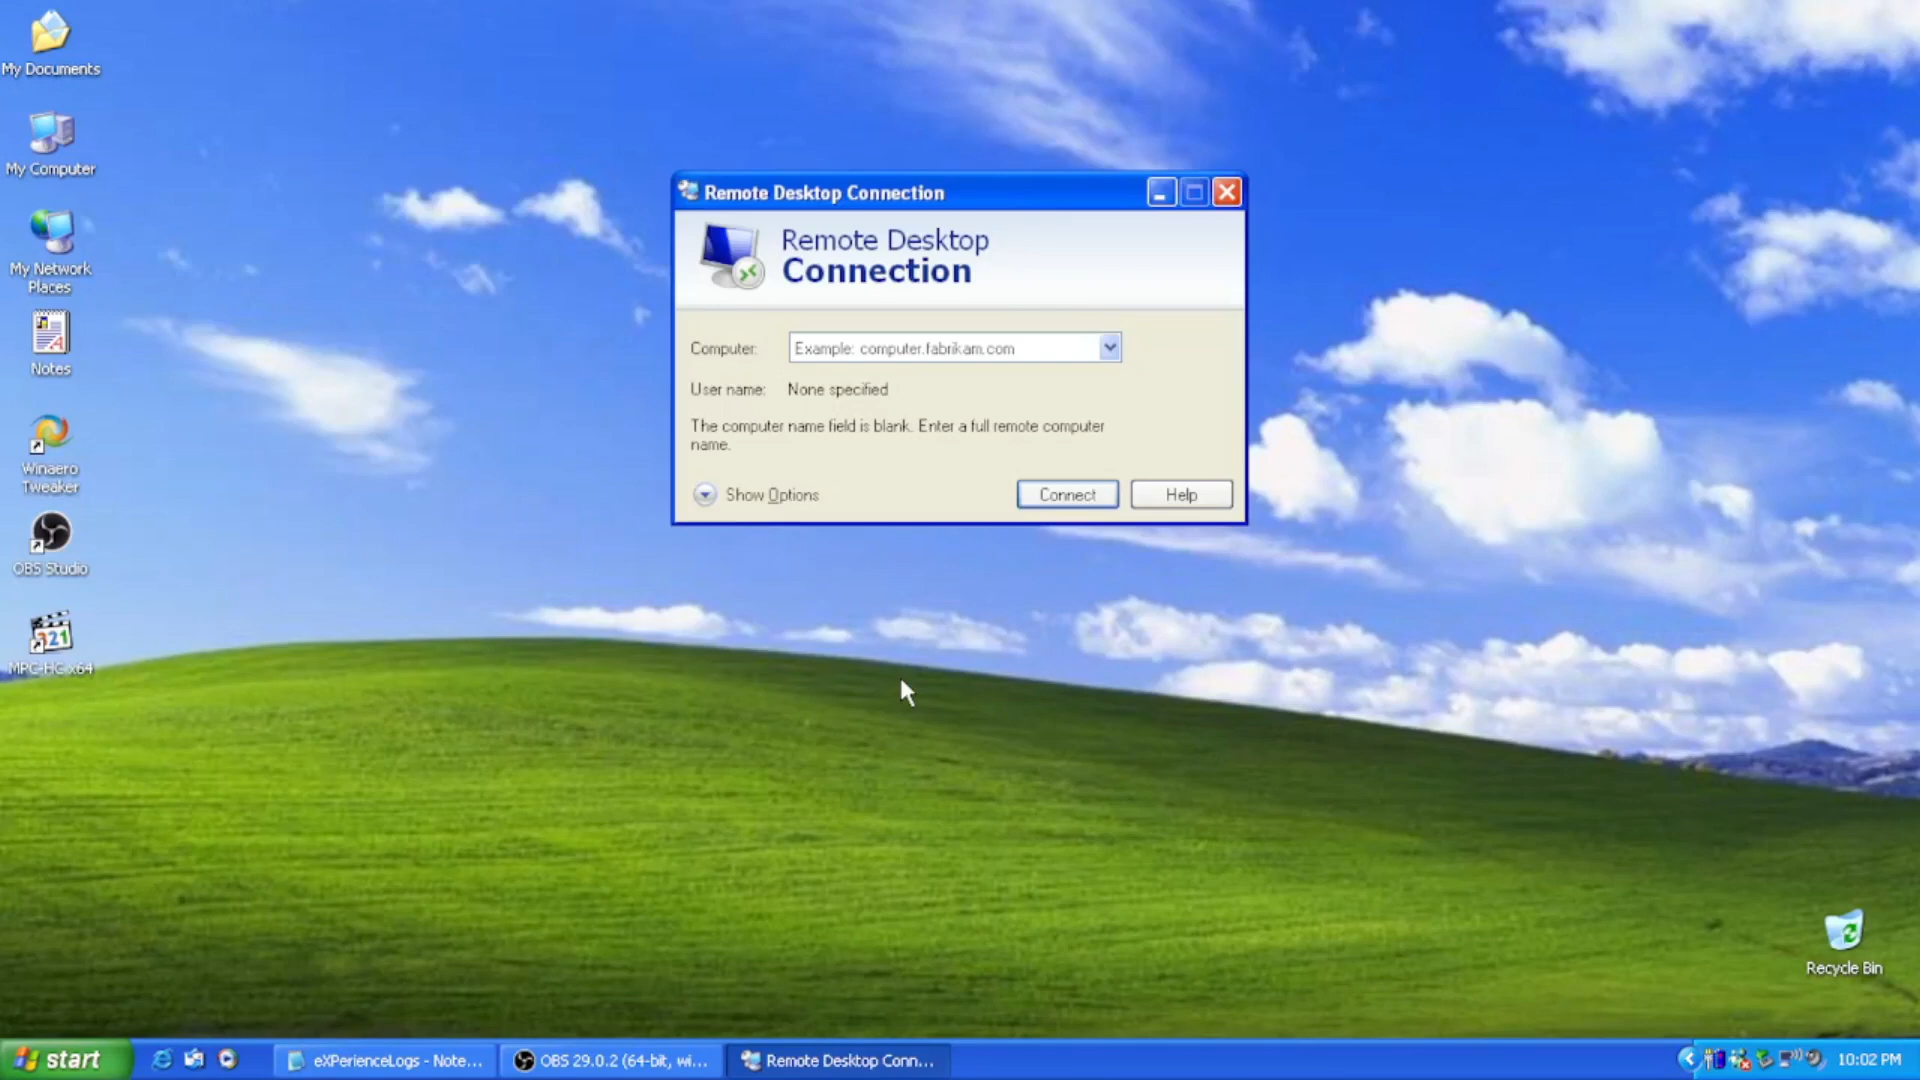 My Documents
My Computer
My Network
Places
Notes
Winaero
Tweaker
OBS Studio
MPC-HC x64
Remote Desktop Connection
Remote Desktop
Connection
Computer: Example: computer.fabrikam.com
User name: None specified
The computer name field is blank. Enter a full remote computer
name.
Show Options Connect Help
Recycle Bin
start eXPerienceLogs - Note... OBS 29.0.2 (64-bit, wi... Remote Desktop Conn... 10:02 PM